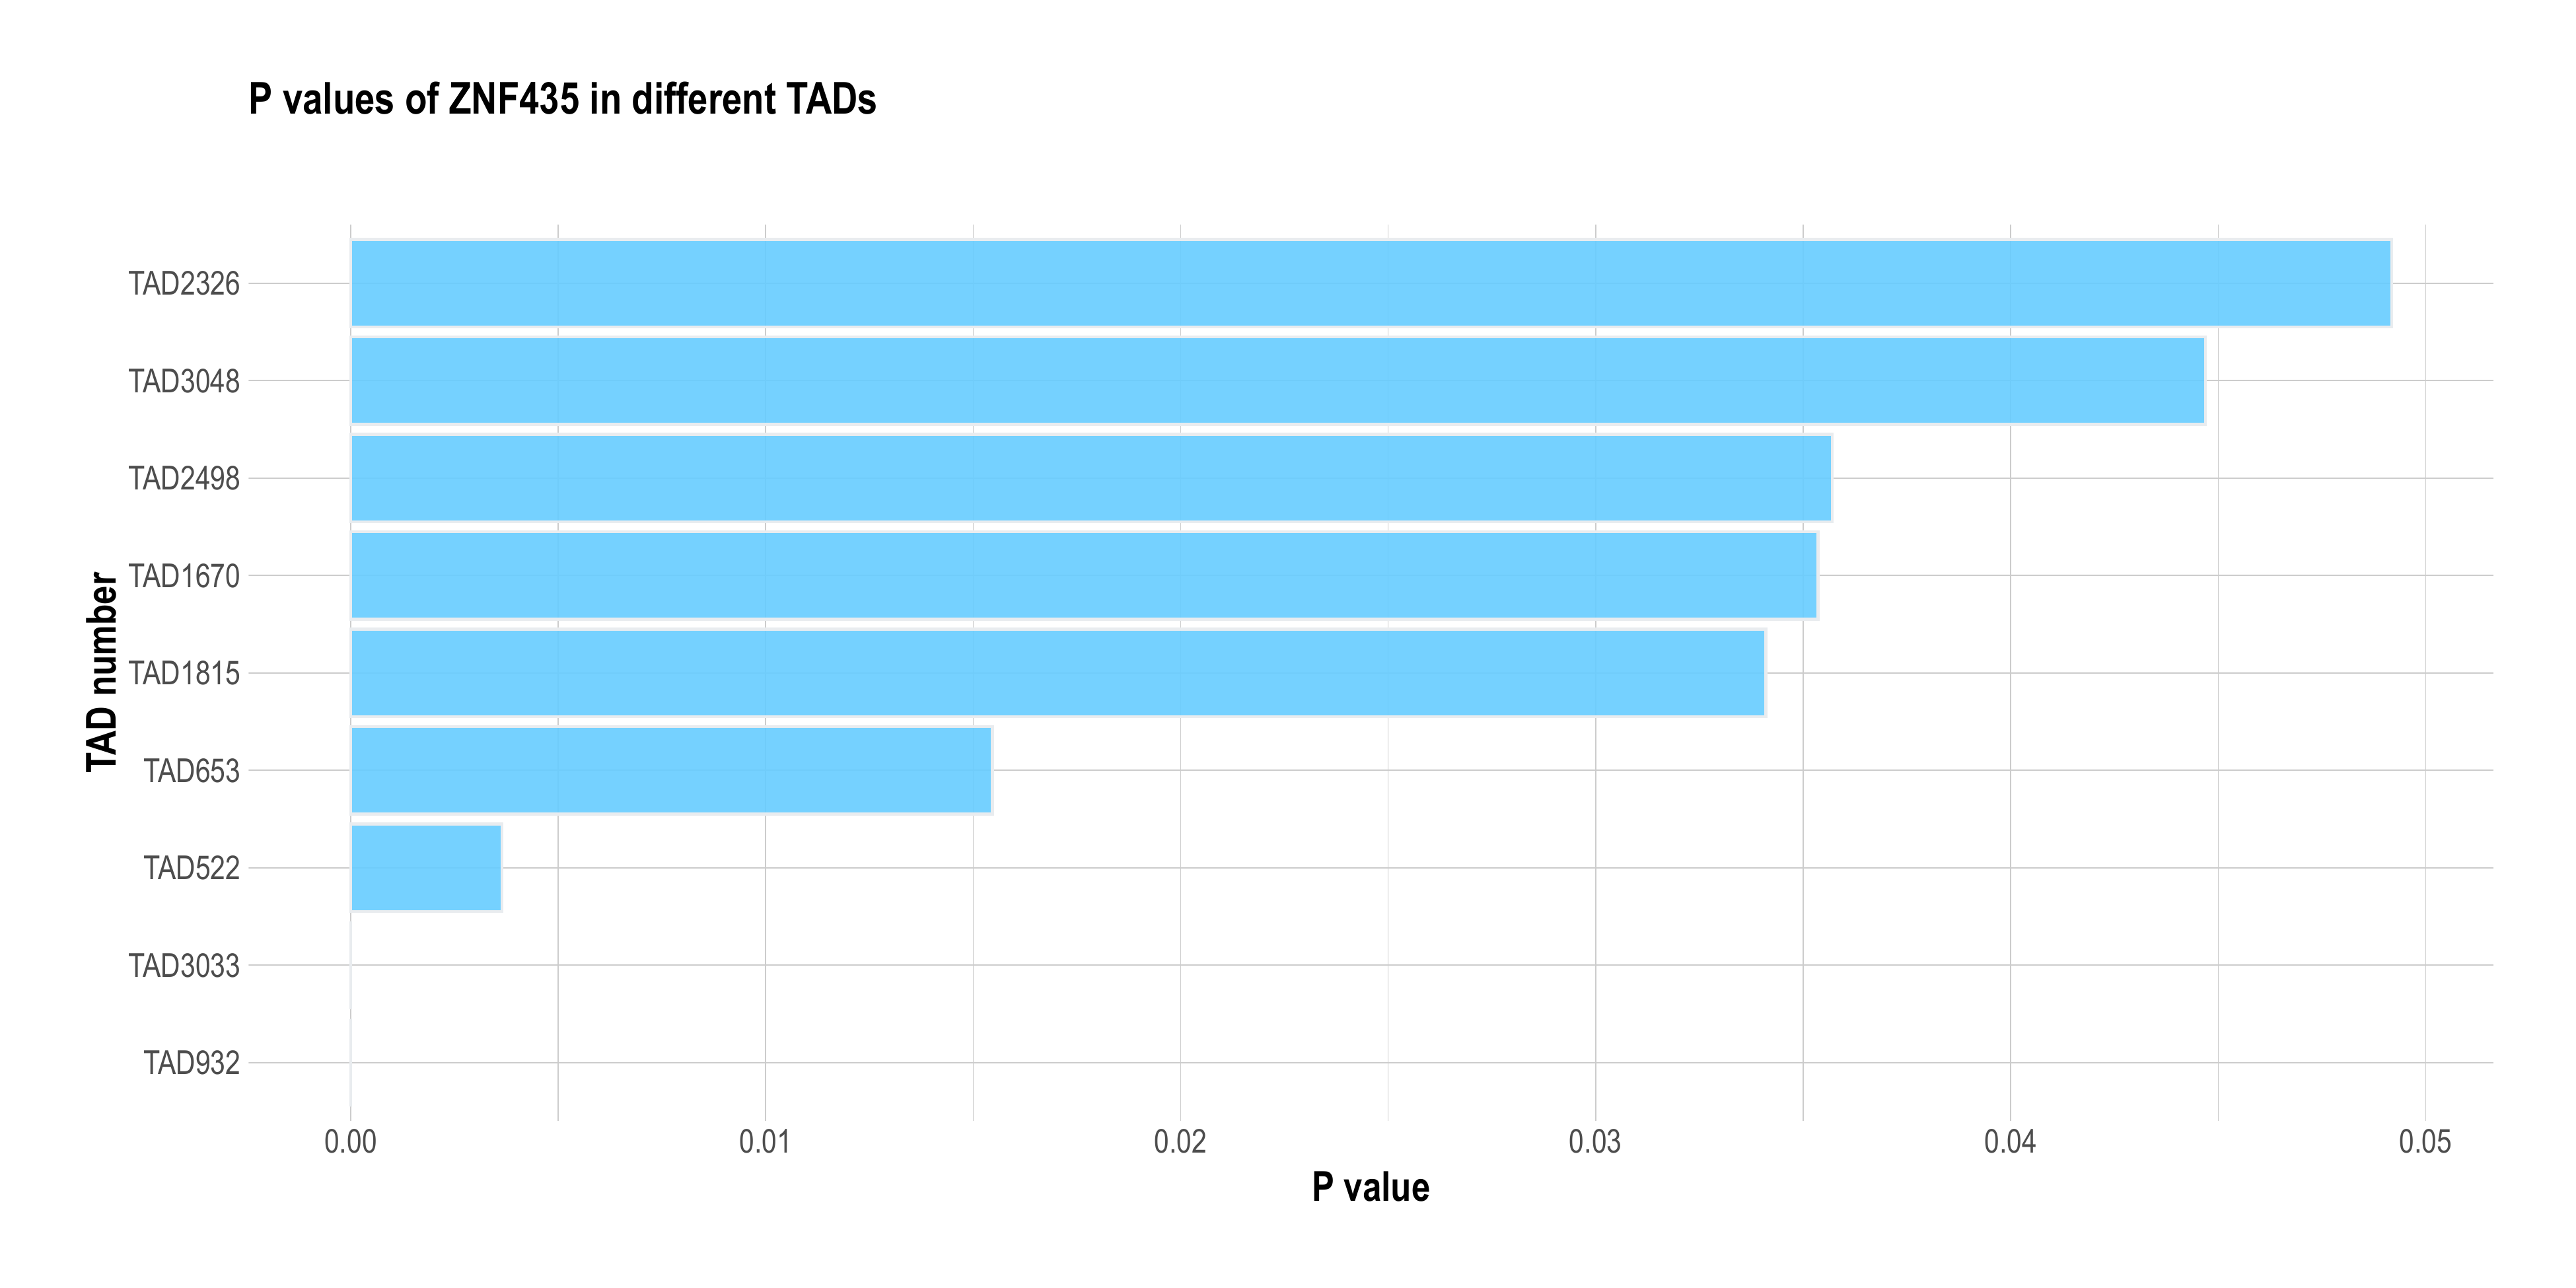 P values of ZNF435 in different TADs
TAD number
TAD2326
TAD3048
TAD2498
TAD1670
TAD1815
TAD653
TAD522
TAD3033
TAD932
0.00 0.01 0.02 0.03 0.04 0.05
P value